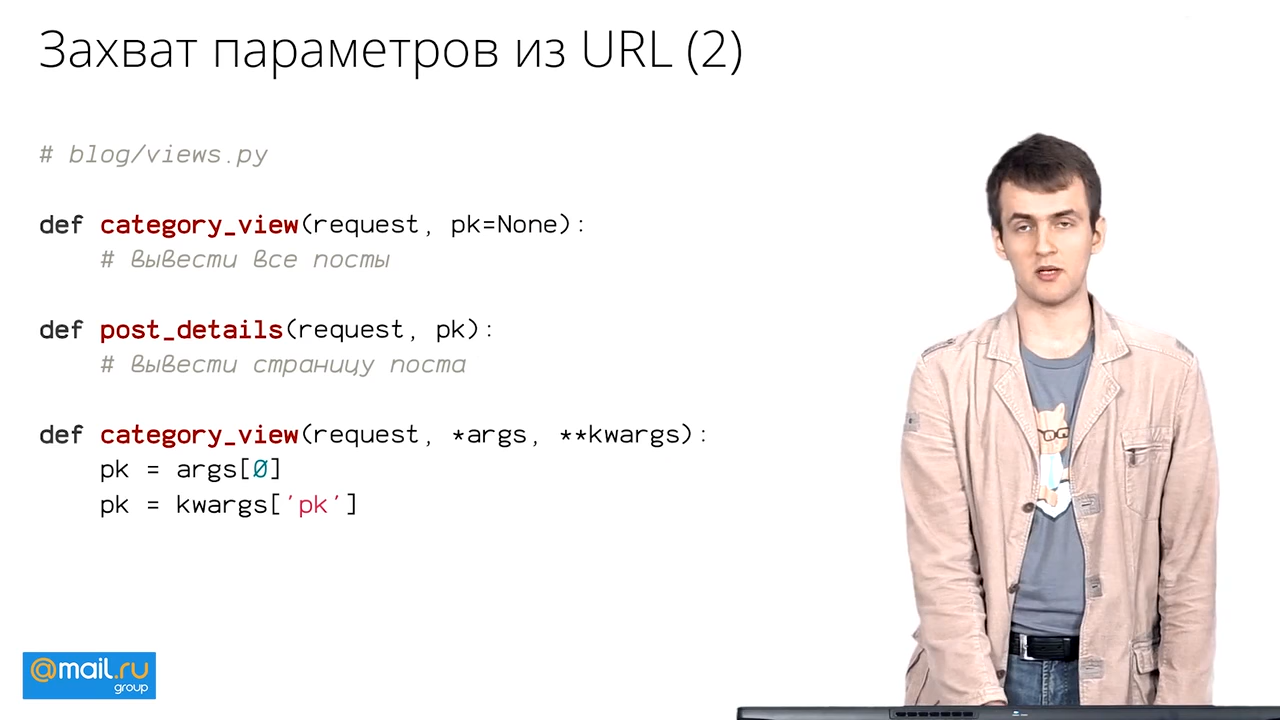 Захват параметров из URL (2)
# blog/views.py
def category_view(request, pk=None):
# вывести все посты
def post_details(request, pk):
# вывести страницу поста
def category_view(request, *args, **kwargs):
pk = args[0]
pk = kwargs['pk']
@mail.ru
group